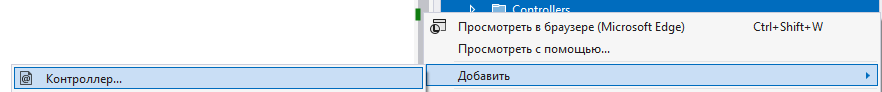 Controllers
Просмотреть в браузере (Microsoft Edge) Ctrl+Shift+W
Просмотреть с помощью...
Контроллер... Добавить